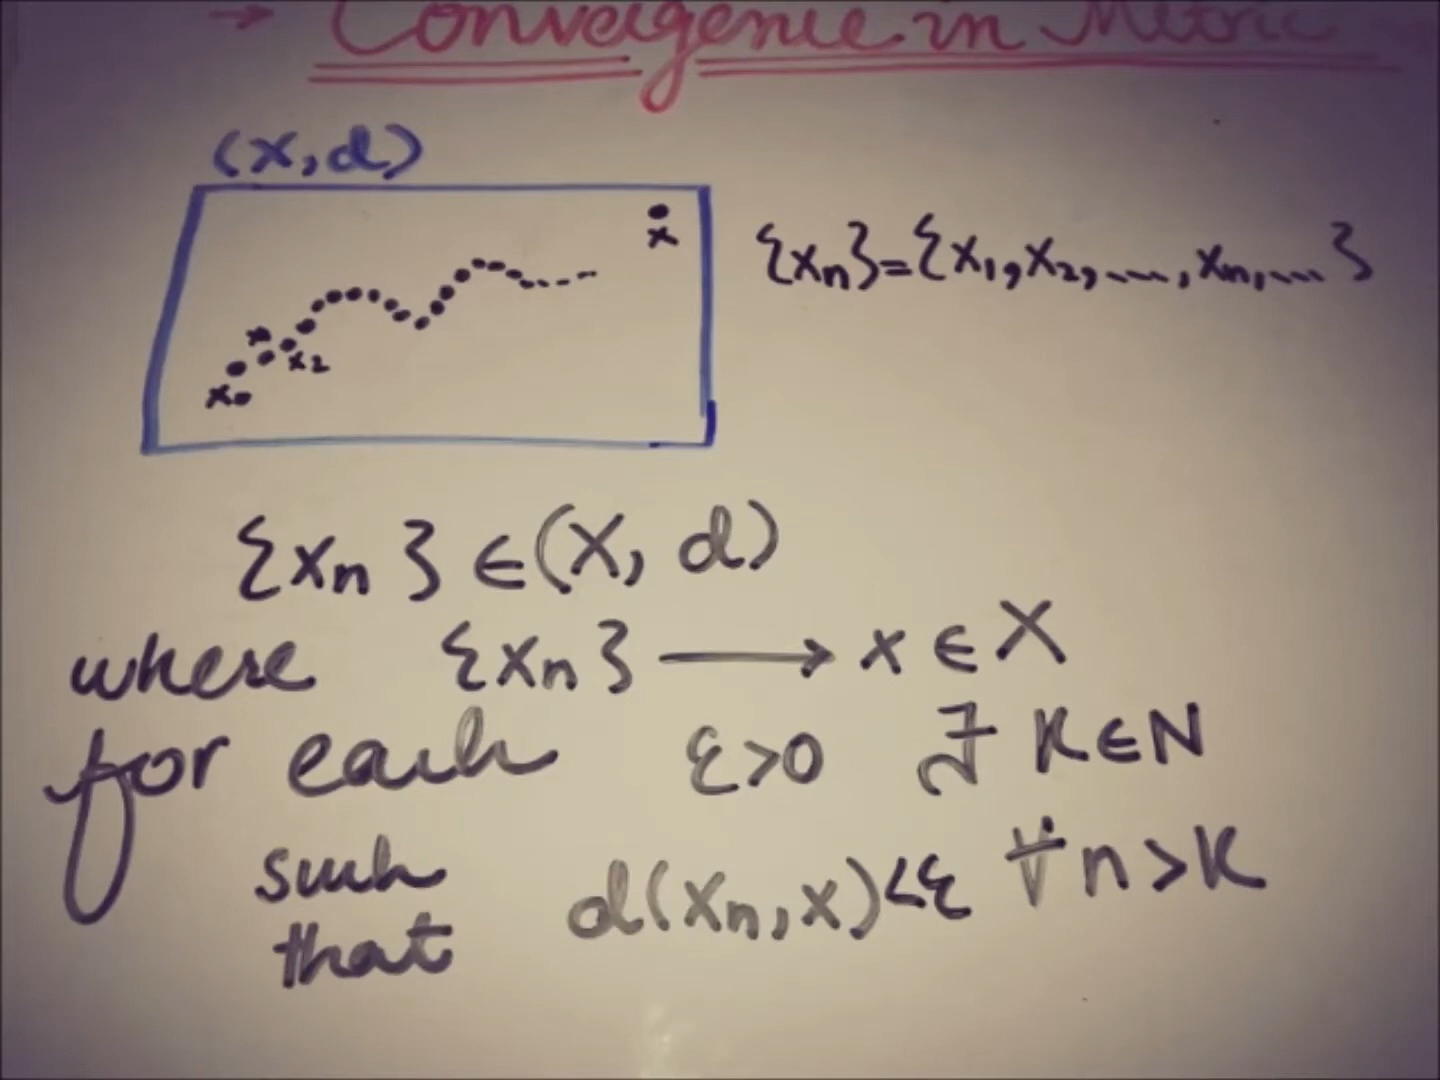 → Convergence in Metric
(X,d)
x
{xn}={x1,x2,...,xn,...}
x2
{xn} ∈ (X, d)
where {xn} ⟶ x ∈ X
for each ε>0 ∃ K∈N
such d(xn,x)<ε ∀ n>K
that